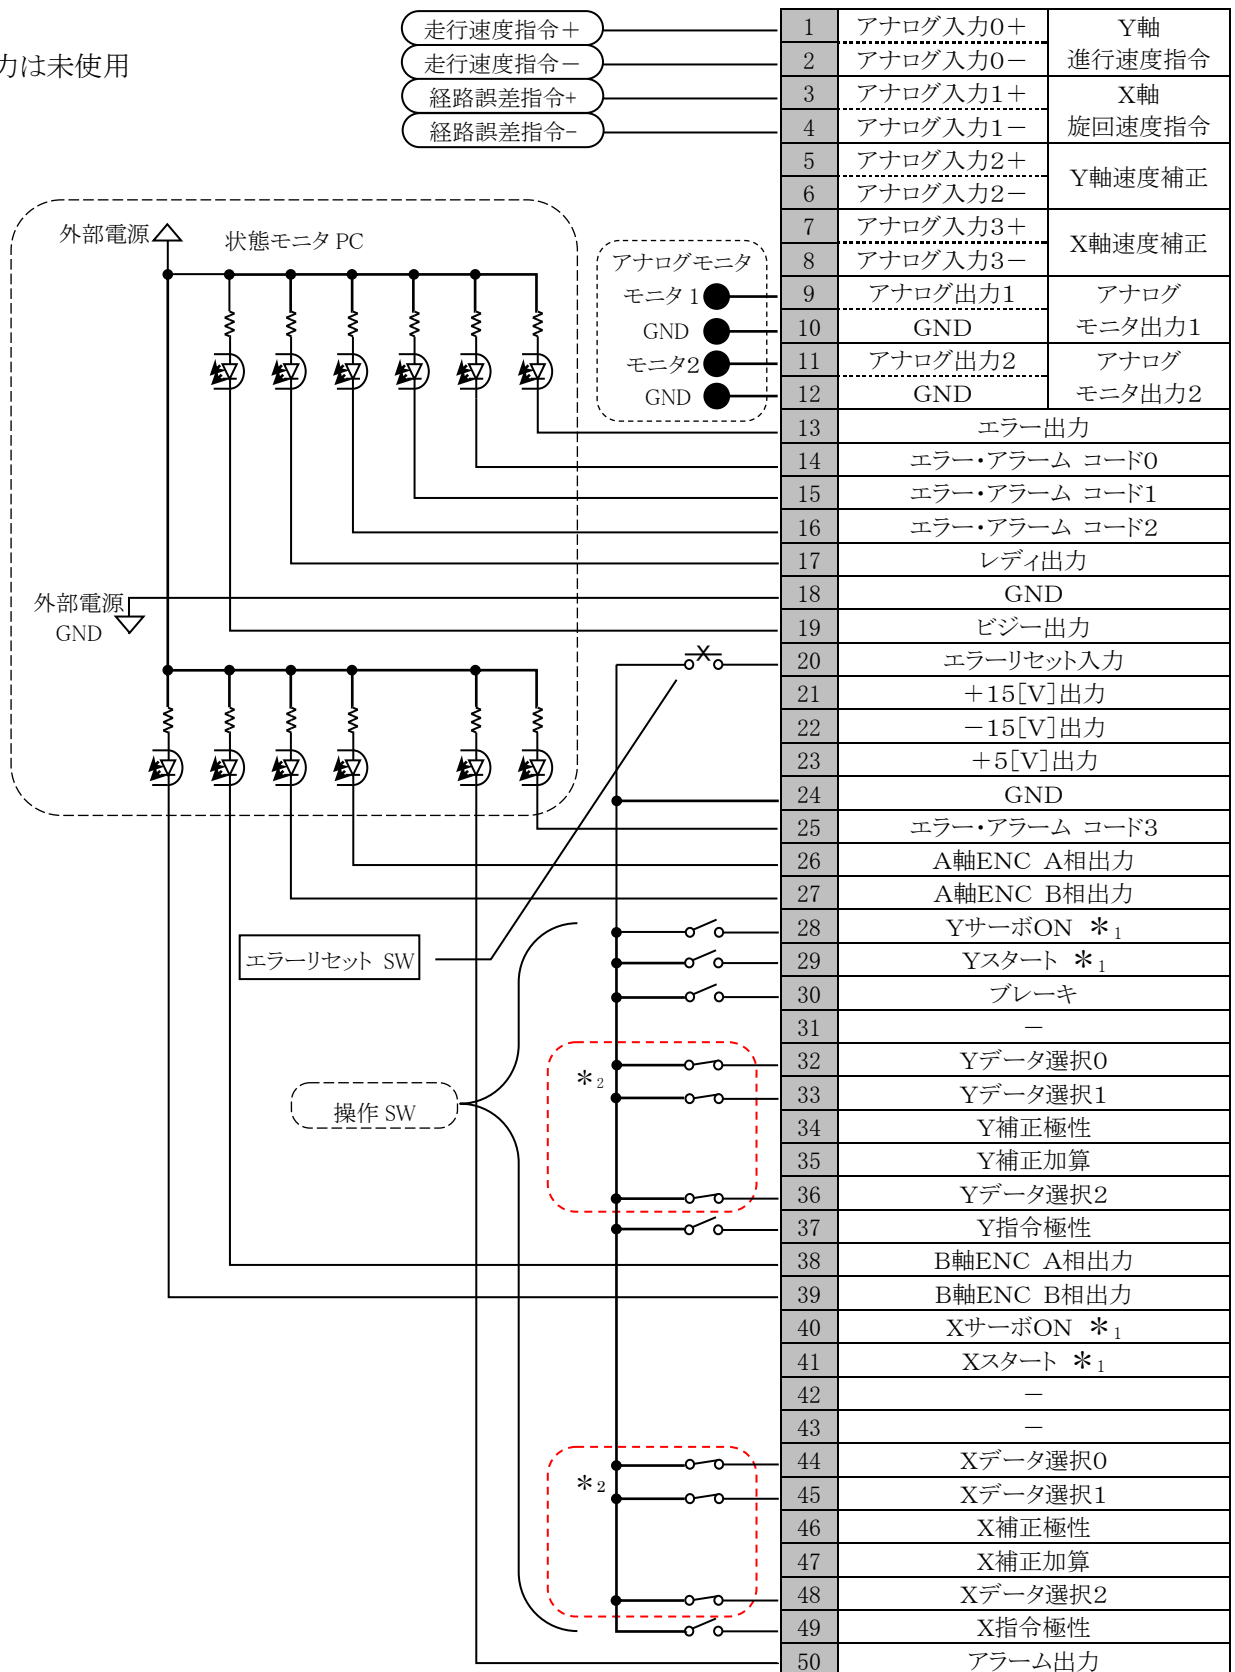 力は未使用
走行速度指令＋
走行速度指令－
経路誤差指令+
経路誤差指令-
外部電源
状態モニタ PC
アナログモニタ
モニタ 1
GND
モニタ2
GND
外部電源
GND
エラーリセット SW
操作 SW
＊2
＊2
1 アナログ入力0＋ Y軸
2 アナログ入力0－ 進行速度指令
3 アナログ入力1＋ X軸
4 アナログ入力1－ 旋回速度指令
5 アナログ入力2＋ Y軸速度補正
6 アナログ入力2－
7 アナログ入力3＋ X軸速度補正
8 アナログ入力3－
9 アナログ出力1 アナログ
10 GND モニタ出力1
11 アナログ出力2 アナログ
12 GND モニタ出力2
13 エラー出力
14 エラー・アラーム コード0
15 エラー・アラーム コード1
16 エラー・アラーム コード2
17 レディ出力
18 GND
19 ビジー出力
20 エラーリセット入力
21 ＋15[V]出力
22 －15[V]出力
23 +5[V]出力
24 GND
25 エラー・アラーム コード3
26 A軸ENC A相出力
27 A軸ENC B相出力
28 YサーボON ＊1
29 Yスタート ＊1
30 ブレーキ
31 －
32 Yデータ選択0
33 Yデータ選択1
34 Y補正極性
35 Y補正加算
36 Yデータ選択2
37 Y指令極性
38 B軸ENC A相出力
39 B軸ENC B相出力
40 XサーボON ＊1
41 Xスタート ＊1
42 －
43 －
44 Xデータ選択0
45 Xデータ選択1
46 X補正極性
47 X補正加算
48 Xデータ選択2
49 X指令極性
50 アラーム出力